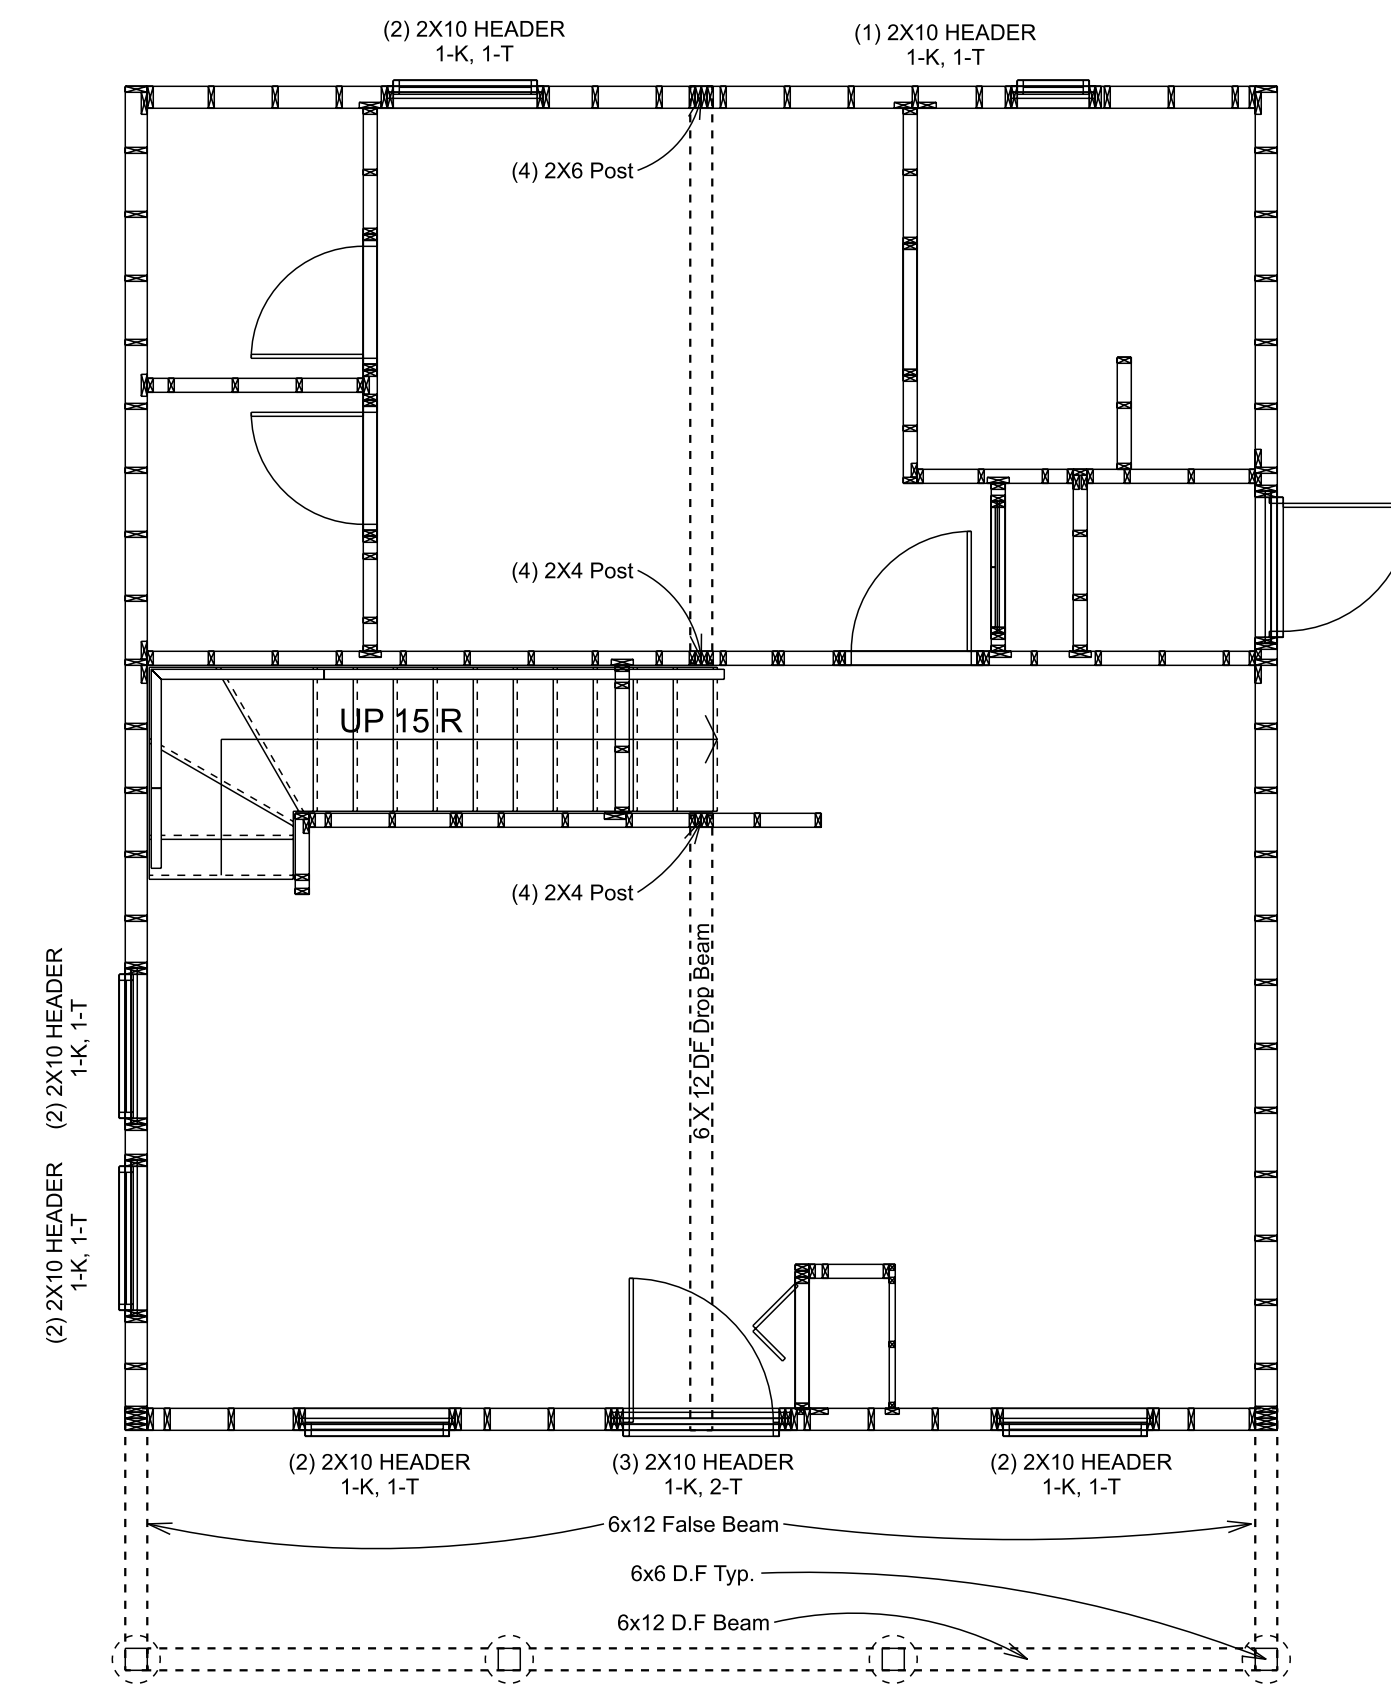 (2) 2X10 HEADER
1-K, 1-T
(1) 2X10 HEADER
1-K, 1-T
(4) 2X6 Post
(4) 2X4 Post
UP 15 R
(4) 2X4 Post
6 X 12 DF Drop Beam
(2) 2X10 HEADER
1-K, 1-T
(2) 2X10 HEADER
1-K, 1-T
(2) 2X10 HEADER
1-K, 1-T
(3) 2X10 HEADER
1-K, 2-T
(2) 2X10 HEADER
1-K, 1-T
6x12 False Beam
6x6 D.F Typ.
6x12 D.F Beam